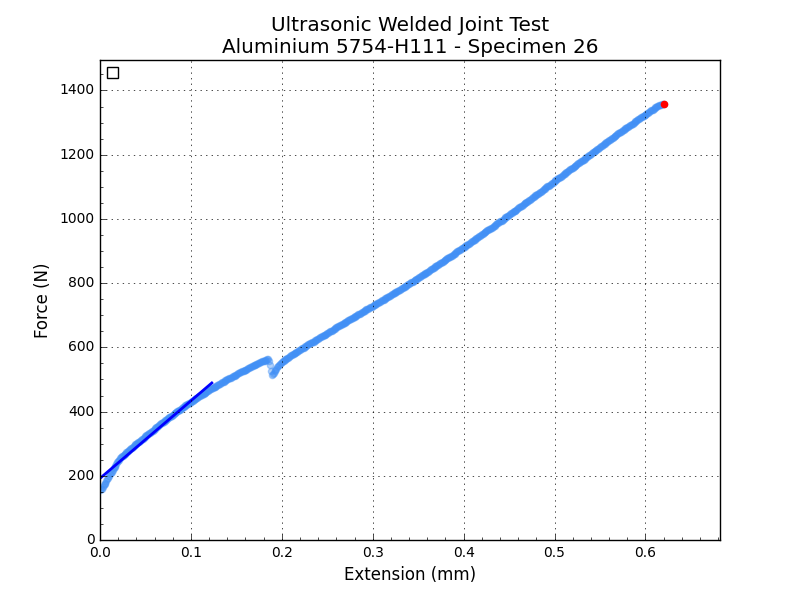 Ultrasonic Welded Joint Test
Aluminium 5754-H111 - Specimen 26
1400
1200
1000
800
600
400
200
0
Force (N)
0.0 0.1 0.2 0.3 0.4 0.5 0.6
Extension (mm)